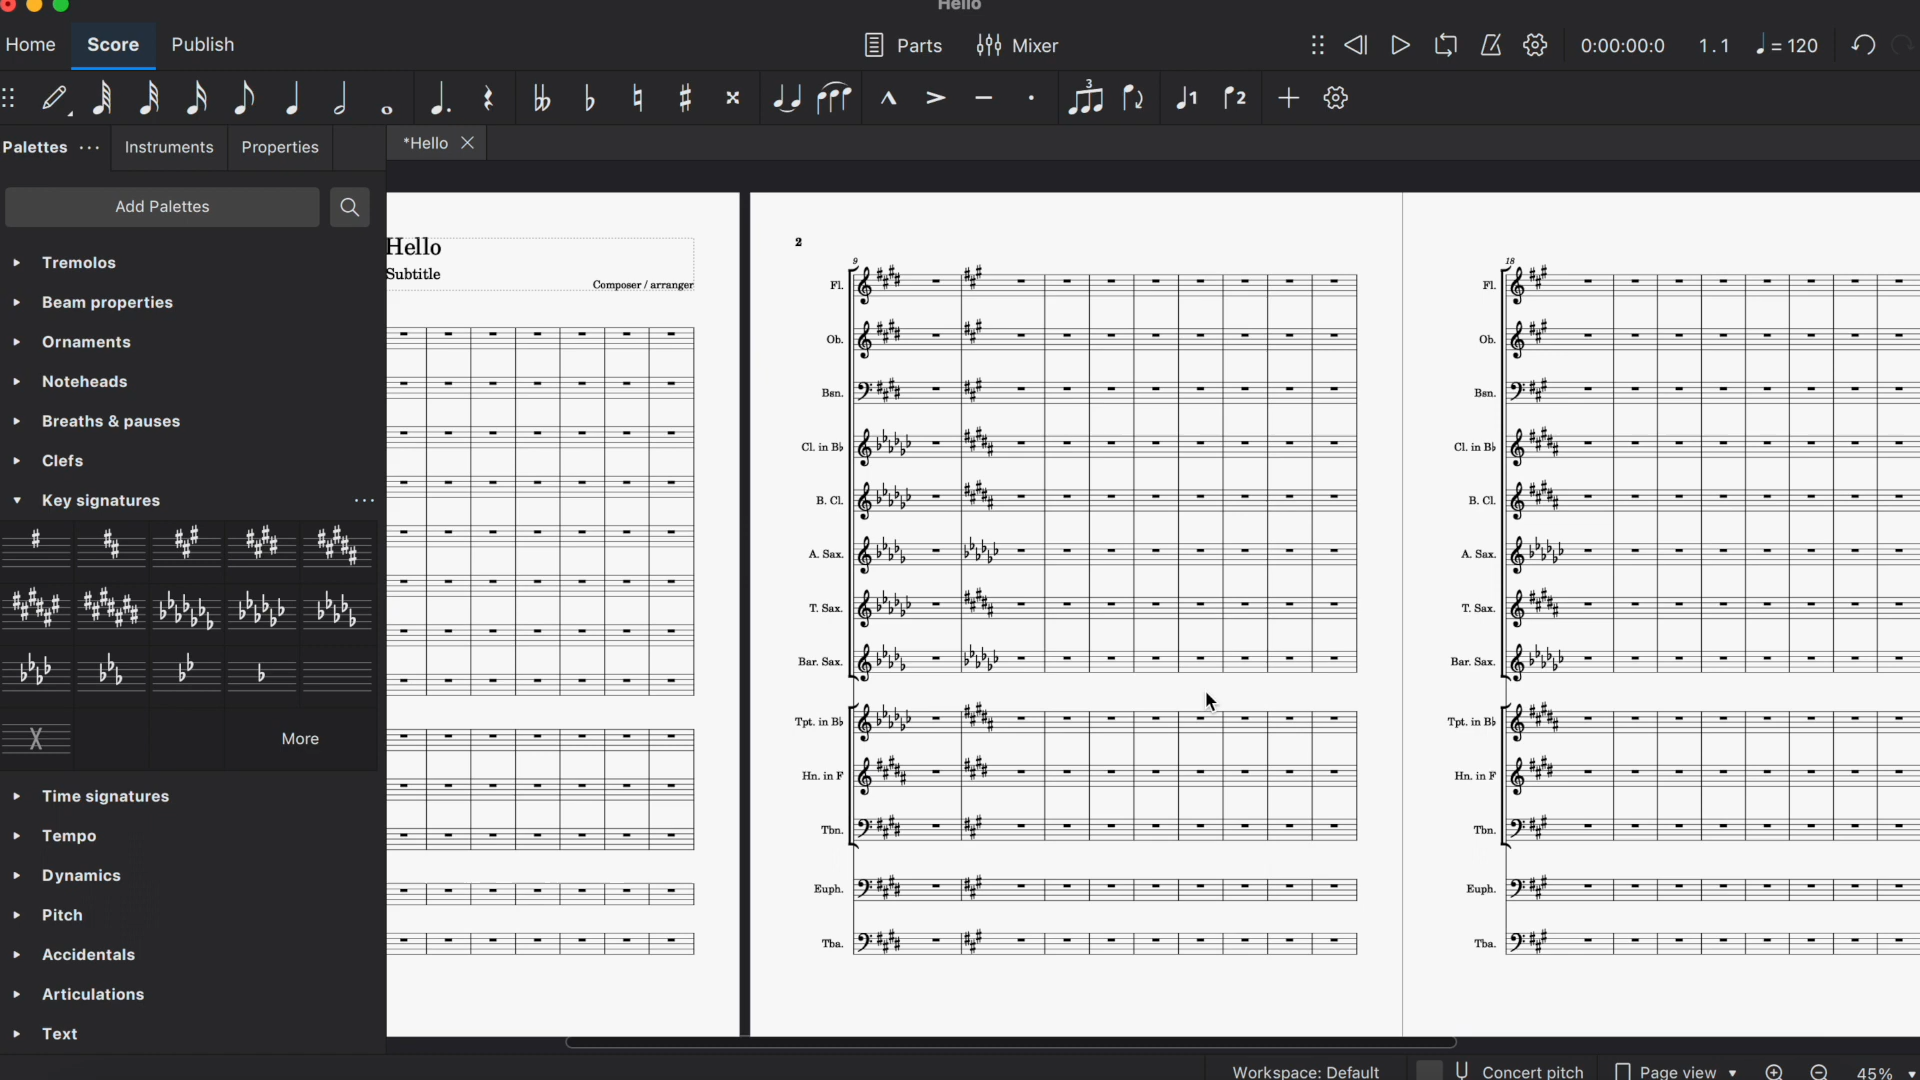 Hello
Home Score Publish Parts Mixer 0:00:00:0 1. 1 = 120
3 1 2
Palettes ··· Instruments Properties *Hello
Add Palettes
Tremolos
Beam properties
Ornaments
Noteheads
Breaths & pauses
Clefs
Key signatures ···
More
Time signatures
Tempo
Dynamics
Pitch
Accidentals
Articulations
Text
Hello
Subtitle
Composer / arranger
2
9
Fl.
Ob.
Bsn.
Cl. in B♭
B. Cl.
A. Sax.
T. Sax.
Bar. Sax.
Tpt. in B♭
Hn. in F
Tbn.
Euph.
Tba.
18
Fl.
Ob.
Bsn.
Cl. in B♭
B. Cl.
A. Sax.
T. Sax.
Bar. Sax.
Tpt. in B♭
Hn. in F
Tbn.
Euph.
Tba.
Workspace: Default Concert pitch Page view 45%